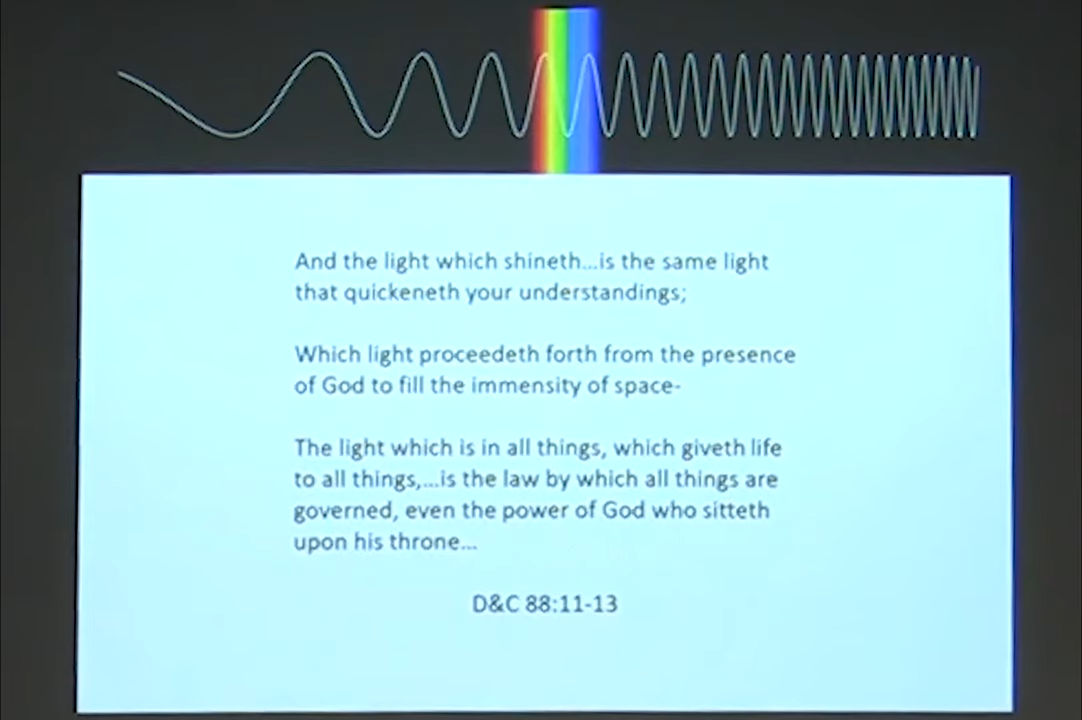 And the light which shineth...is the same light
that quickeneth your understandings;
Which light proceedeth forth from the presence
of God to fill the immensity of space-
The light which is in all things, which giveth life
to all things,...is the law by which all things are
governed, even the power of God who sitteth
upon his throne...
D&C 88:11-13